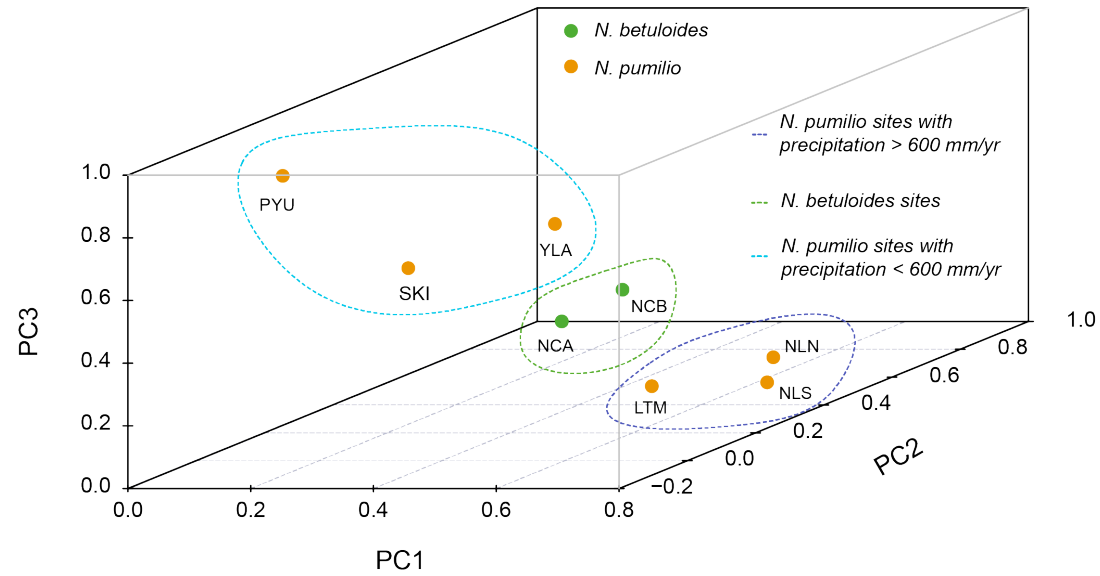 N. betuloides
N. pumilio
N. pumilio sites with
precipitation > 600 mm/yr
N. betuloides sites
N. pumilio sites with
precipitation < 600 mm/yr
1.0
0.8
0.6
0.4
0.2
0.0
PC3
PYU
YLA
SKI
NCB
NCA
NLN
NLS
LTM
1.0
0.8
0.6
0.4
0.2
0.0
−0.2
PC2
0.0
0.2
0.4
0.6
0.8
PC1